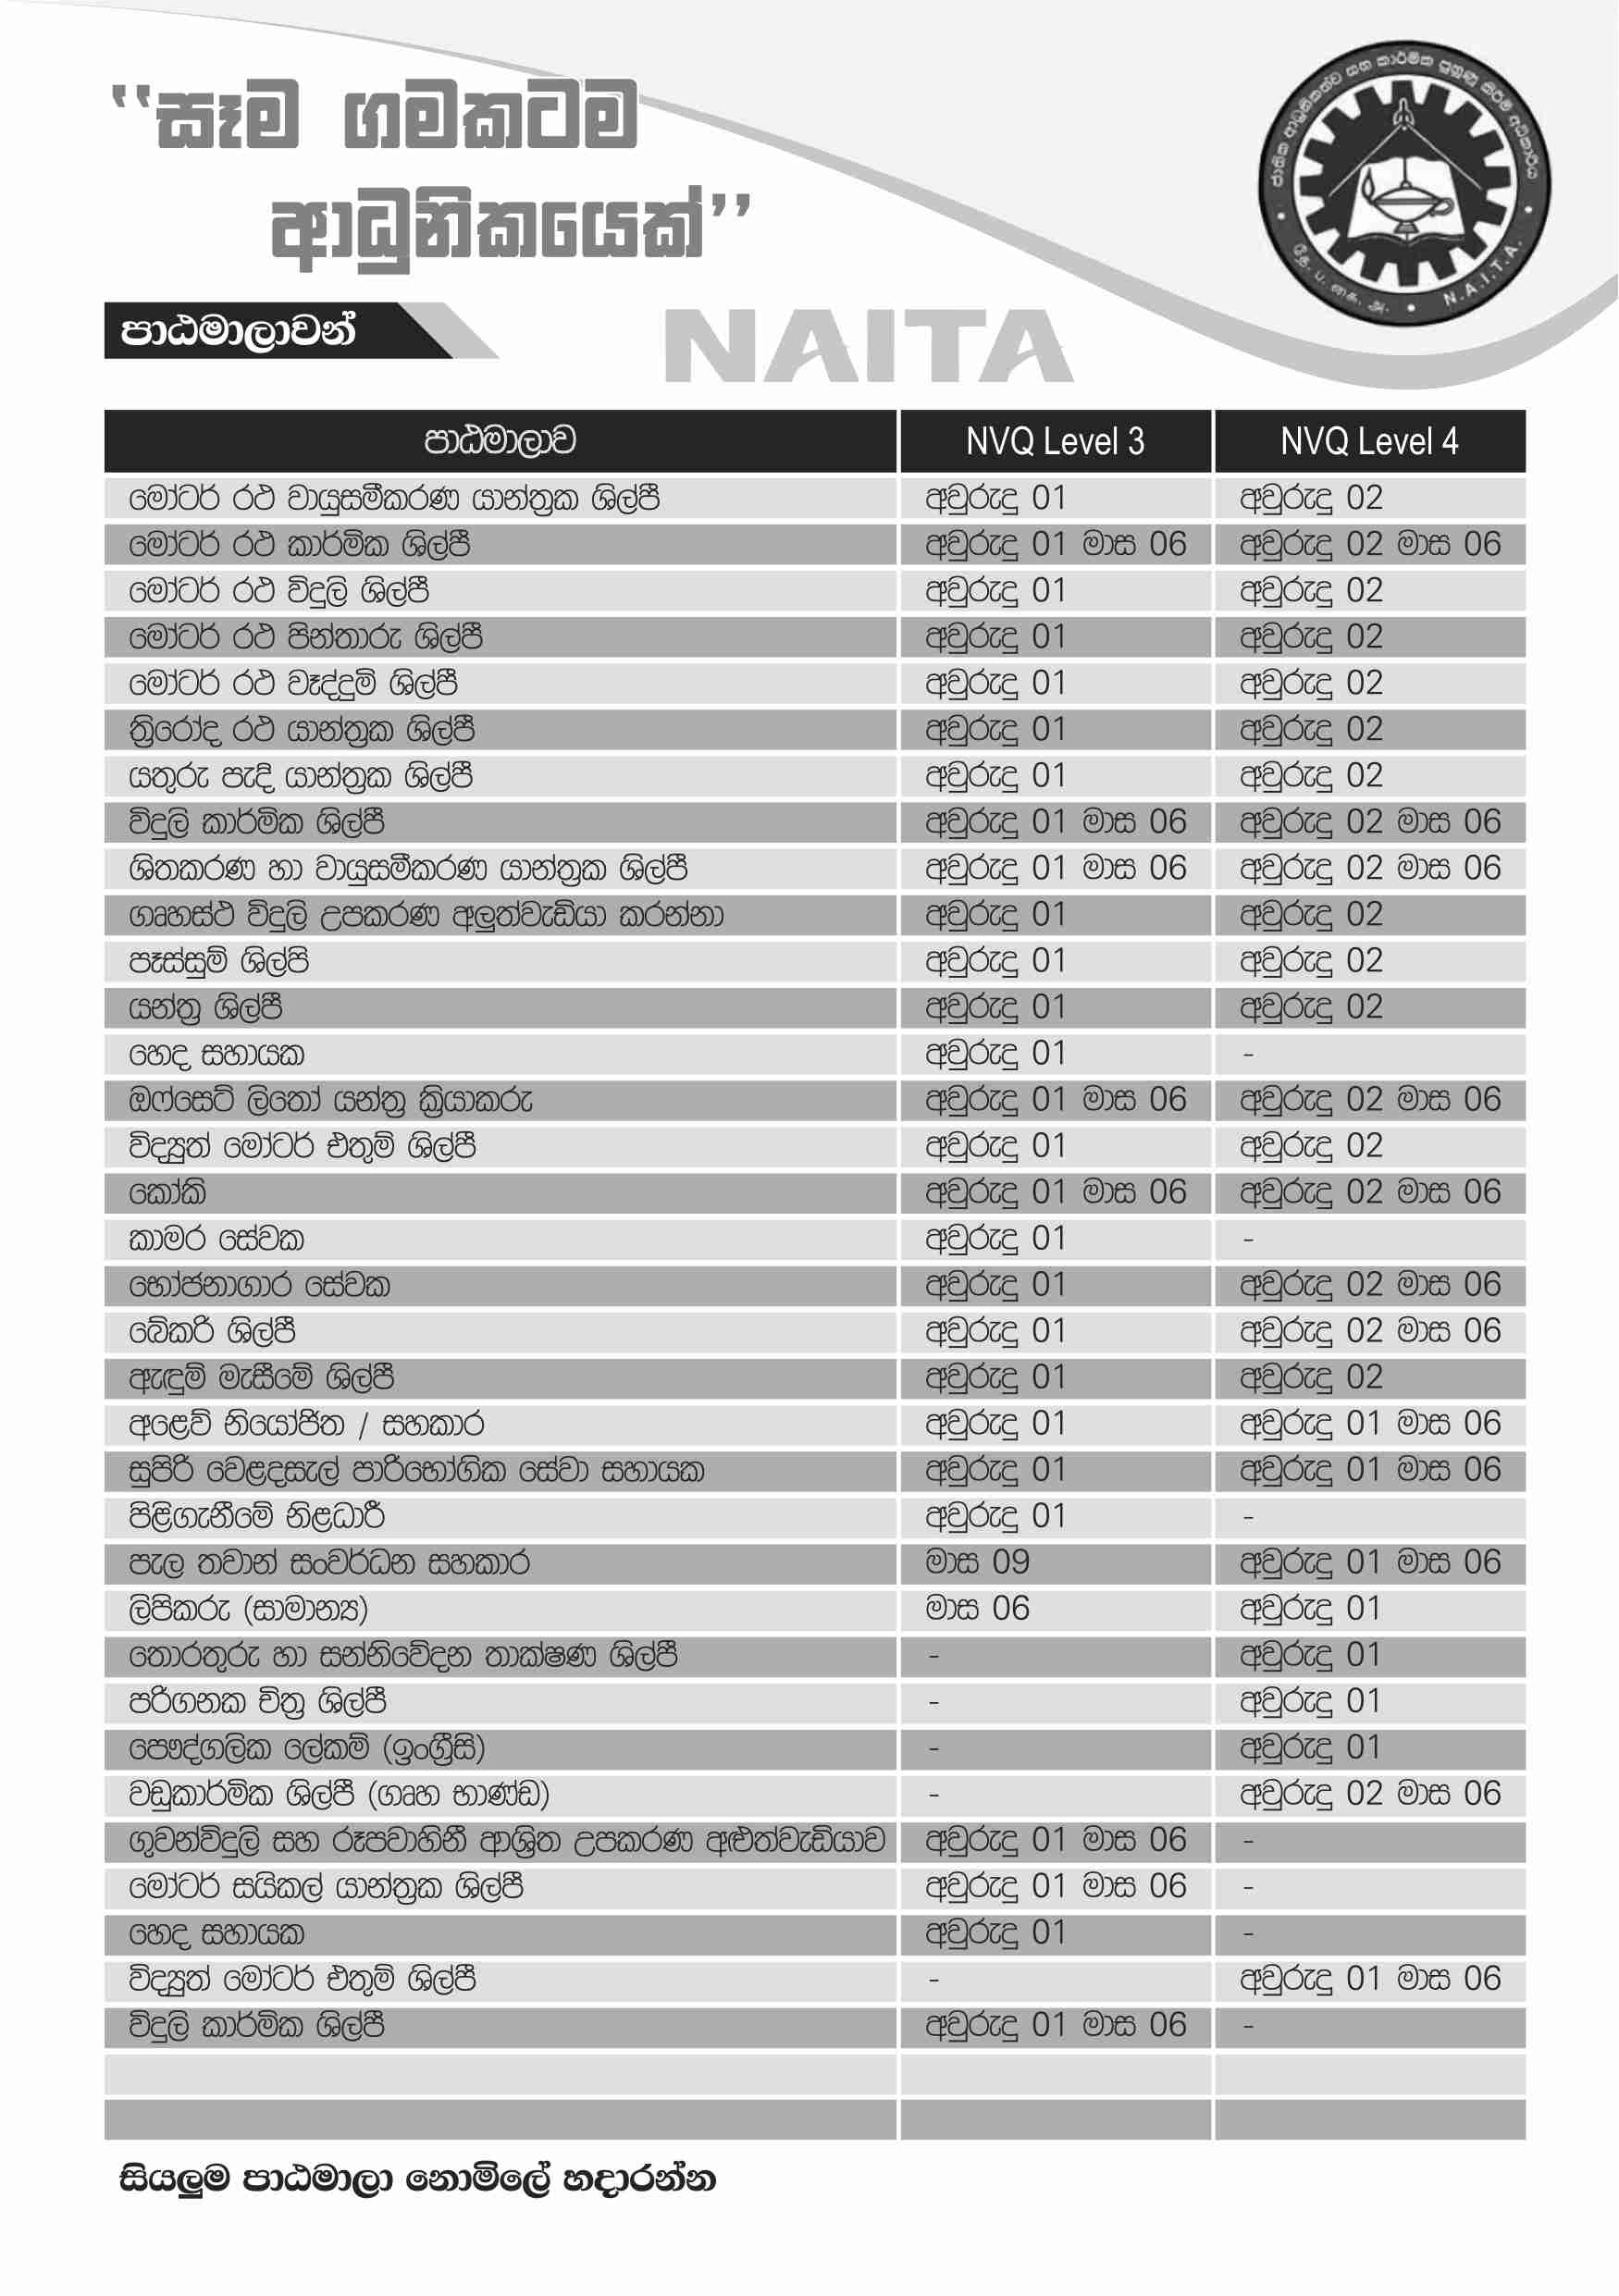 “සෑම ගමකටම
ආධුනිකයෙක්”
ජාතික ආධුනිකත්ව සහ කාර්මික පුහුණු කිරීම් අධිකාරිය
N.A.I.T.A.
පාඨමාලාවන්
NAITA
පාඨමාලාව NVQ Level 3 NVQ Level 4
මෝටර් රථ වායුසමීකරණ යාන්ත්‍රක ශිල්පී අවුරුදු 01 අවුරුදු 02
මෝටර් රථ කාර්මික ශිල්පී අවුරුදු 01 මාස 06 අවුරුදු 02 මාස 06
මෝටර් රථ විදුලි ශිල්පී අවුරුදු 01 අවුරුදු 02
මෝටර් රථ පින්තාරු ශිල්පී අවුරුදු 01 අවුරුදු 02
මෝටර් රථ වෑද්දුම් ශිල්පී අවුරුදු 01 අවුරුදු 02
ත්‍රිරෝද රථ යාන්ත්‍රක ශිල්පී අවුරුදු 01 අවුරුදු 02
යතුරු පැදි යාන්ත්‍රක ශිල්පී අවුරුදු 01 අවුරුදු 02
විදුලි කාර්මික ශිල්පී අවුරුදු 01 මාස 06 අවුරුදු 02 මාස 06
ශිතකරණ හා වායුසමීකරණ යාන්ත්‍රක ශිල්පී අවුරුදු 01 මාස 06 අවුරුදු 02 මාස 06
ගෘහස්ථ විදුලි උපකරණ අලුත්වැඩියා කරන්නා අවුරුදු 01 අවුරුදු 02
පෑස්සුම් ශිල්පි අවුරුදු 01 අවුරුදු 02
යන්ත්‍ර ශිල්පී අවුරුදු 01 අවුරුදු 02
හෙද සහායක අවුරුදු 01 -
ඔෆ්සෙට් ලිතෝ යන්ත්‍ර ක්‍රියාකරු අවුරුදු 01 මාස 06 අවුරුදු 02 මාස 06
විද්‍යුත් මෝටර් එතුම් ශිල්පී අවුරුදු 01 අවුරුදු 02
කෝකි අවුරුදු 01 මාස 06 අවුරුදු 02 මාස 06
කාමර සේවක අවුරුදු 01 -
භෝජනාගාර සේවක අවුරුදු 01 අවුරුදු 02 මාස 06
බේකරි ශිල්පී අවුරුදු 01 අවුරුදු 02 මාස 06
ඇඳුම් මැසීමේ ශිල්පී අවුරුදු 01 අවුරුදු 02
අළෙවි නියෝජිත / සහකාර අවුරුදු 01 අවුරුදු 01 මාස 06
සුපිරි වෙළදසැල් පාරිභෝගික සේවා සහායක අවුරුදු 01 අවුරුදු 01 මාස 06
පිළිගැනීමේ නිළධාරී අවුරුදු 01 -
පැල තවාන් සංවර්ධන සහකාර මාස 09 අවුරුදු 01 මාස 06
ලිපිකරු (සාමාන්‍ය) මාස 06 අවුරුදු 01
තොරතුරු හා සන්නිවේදන තාක්ෂණ ශිල්පී - අවුරුදු 01
පරිගනක චිත්‍ර ශිල්පී - අවුරුදු 01
පෞද්ගලික ලේකම් (ඉංග්‍රීසි) - අවුරුදු 01
වඩුකාර්මික ශිල්පී (ගෘහ භාණ්ඩ) - අවුරුදු 02 මාස 06
ගුවන්විදුලි සහ රූපවාහිනී ආශ්‍රිත උපකරණ අළුත්වැඩියාව අවුරුදු 01 මාස 06 -
මෝටර් සයිකල් යාන්ත්‍රක ශිල්පී අවුරුදු 01 මාස 06 -
හෙද සහායක අවුරුදු 01 -
විද්‍යුත් මෝටර් එතුම් ශිල්පී - අවුරුදු 01 මාස 06
විදුලි කාර්මික ශිල්පී අවුරුදු 01 මාස 06 -
සියලුම පාඨමාලා නොමිලේ හදාරන්න